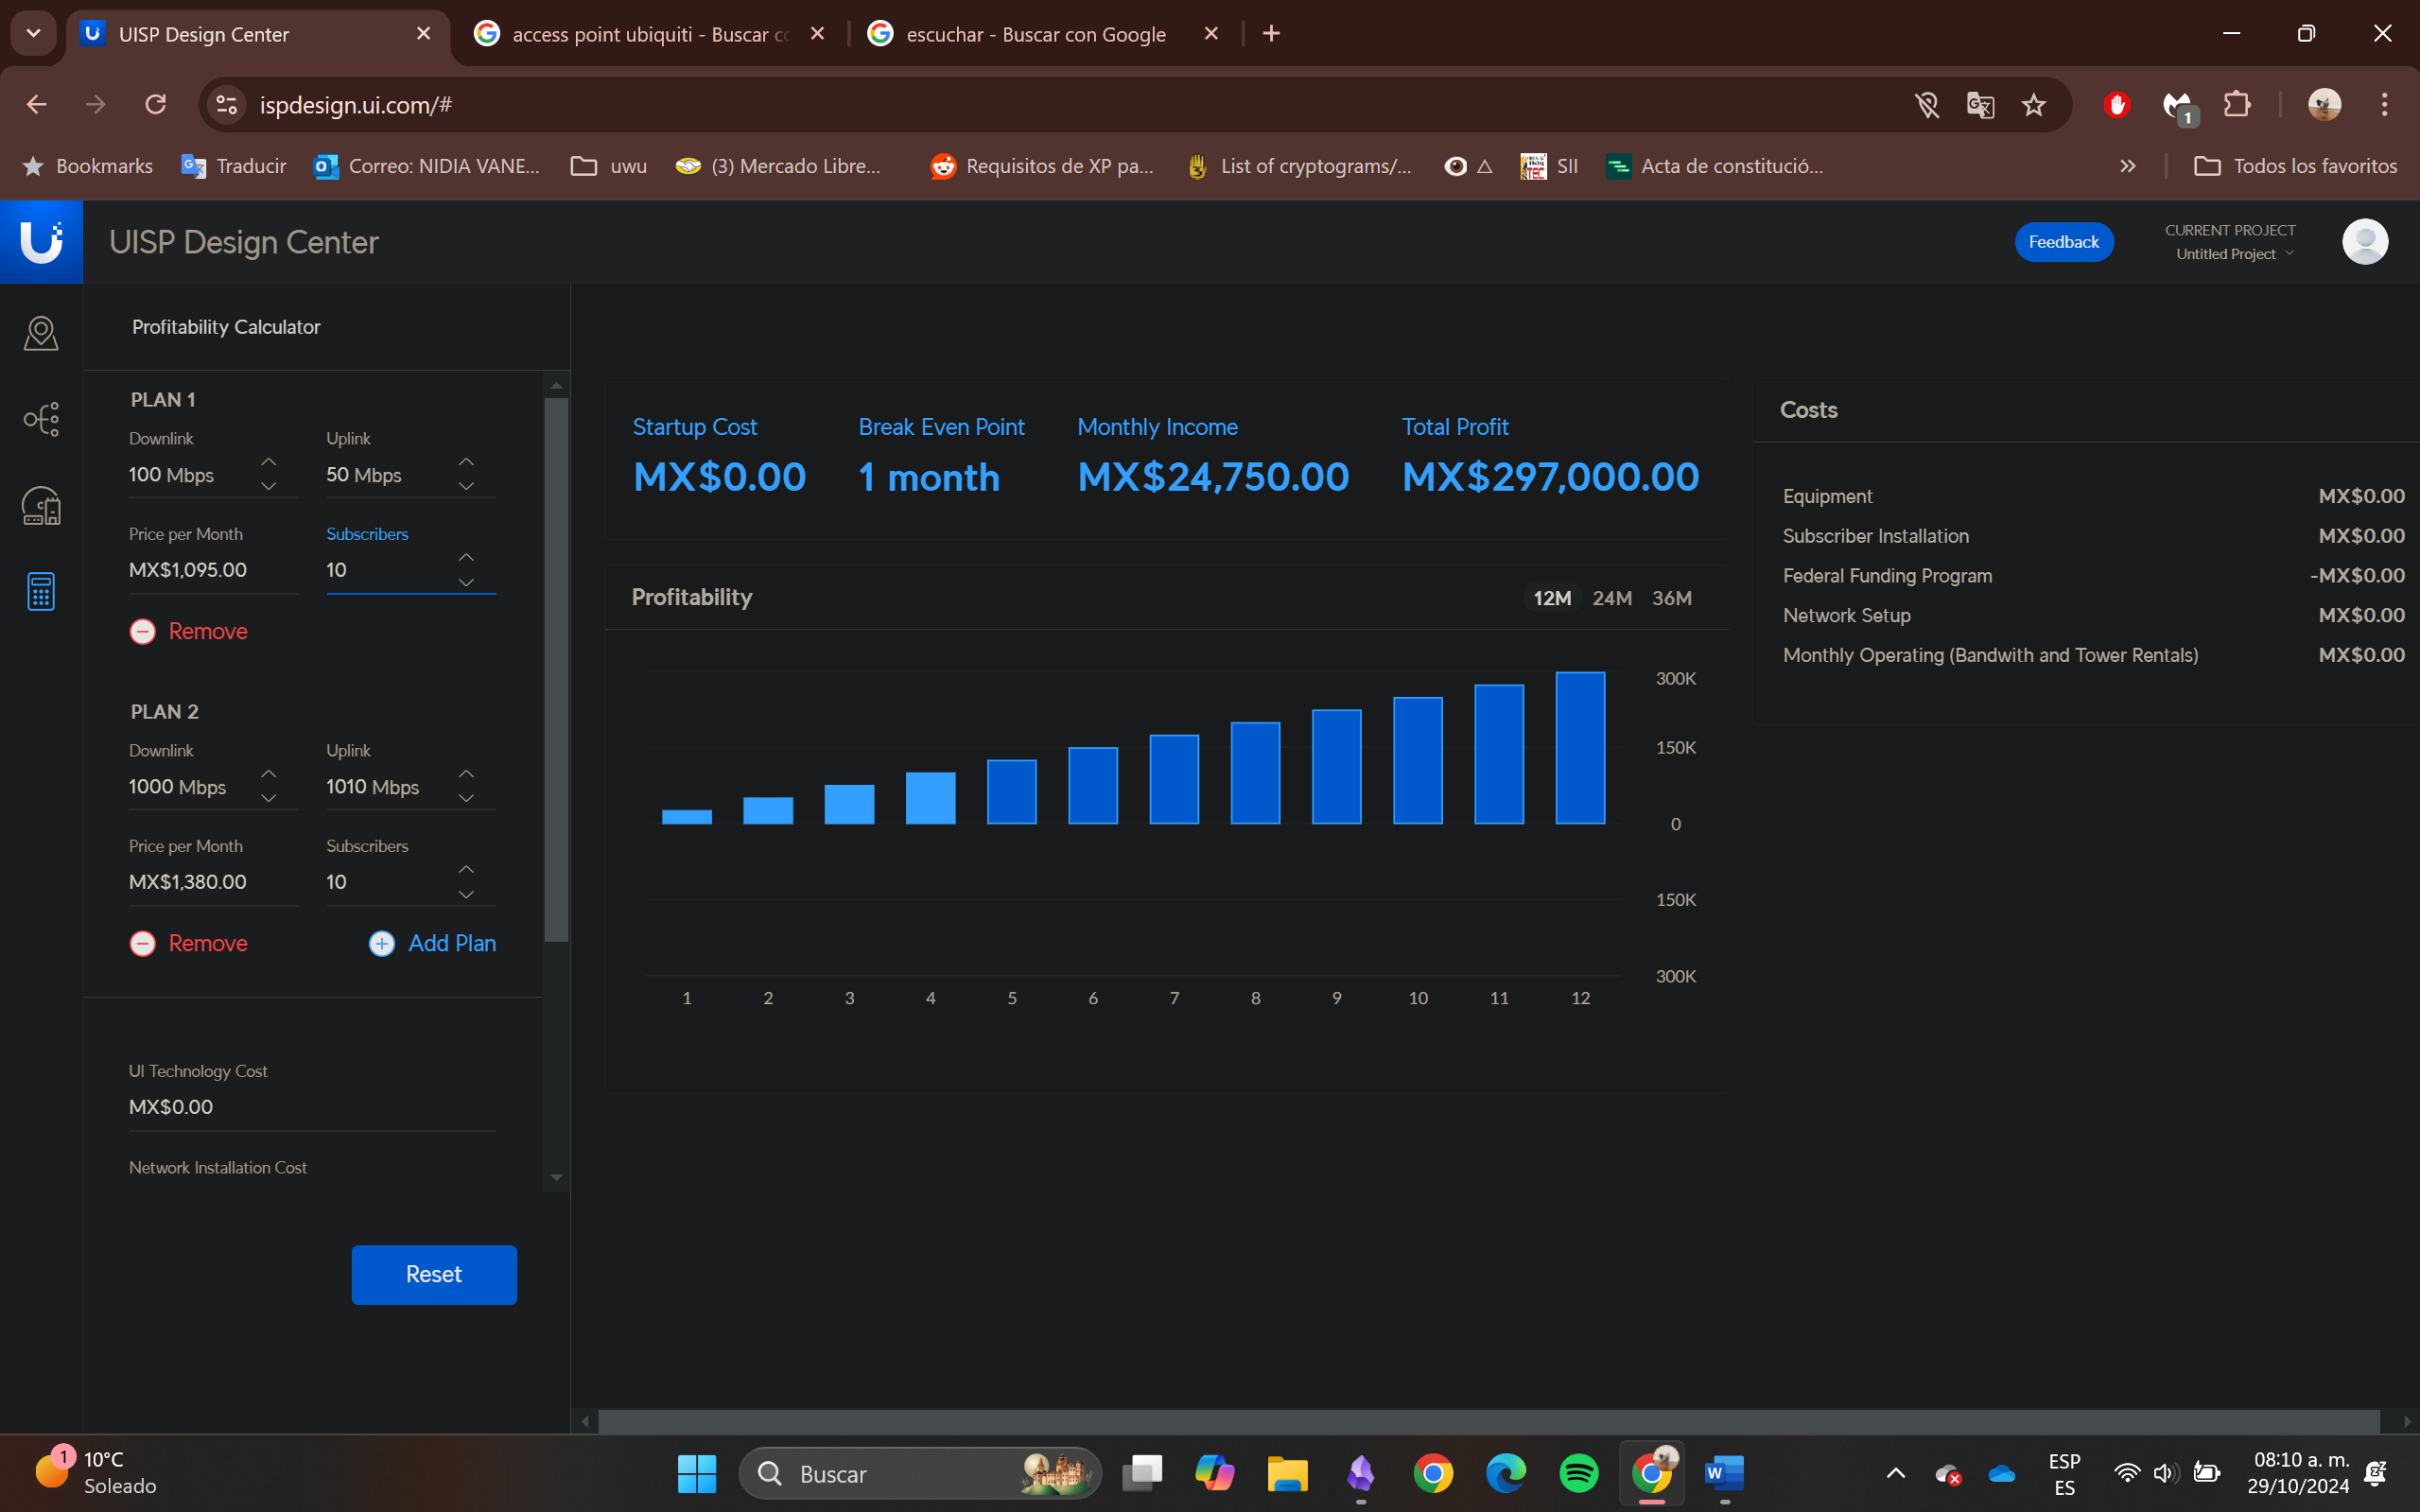 UISP Design Center
access point ubiquiti - Buscar c
escuchar - Buscar con Google
ispdesign.ui.com/#
1
Bookmarks
Traducir
Correo: NIDIA VANE...
uwu
(3) Mercado Libre...
Requisitos de XP pa...
List of cryptograms/...
SII
Acta de constitució...
Todos los favoritos
UISP Design Center
Feedback
CURRENT PROJECT
Untitled Project
Profitability Calculator
PLAN 1
Downlink Uplink
100 Mbps 50 Mbps
Price per Month Subscribers
MX$1,095.00 10
Remove
PLAN 2
Downlink Uplink
1000 Mbps 1010 Mbps
Price per Month Subscribers
MX$1,380.00 10
Remove Add Plan
UI Technology Cost
MX$0.00
Network Installation Cost
Reset
Startup Cost Break Even Point Monthly Income Total Profit
MX$0.00 1 month MX$24,750.00 MX$297,000.00
Profitability 12M 24M 36M
300K
150K
0
150K
300K
1 2 3 4 5 6 7 8 9 10 11 12
Costs
Equipment MX$0.00
Subscriber Installation MX$0.00
Federal Funding Program -MX$0.00
Network Setup MX$0.00
Monthly Operating (Bandwith and Tower Rentals) MX$0.00
1
10°C
Soleado
Buscar
ESP
ES
08:10 a. m.
29/10/2024